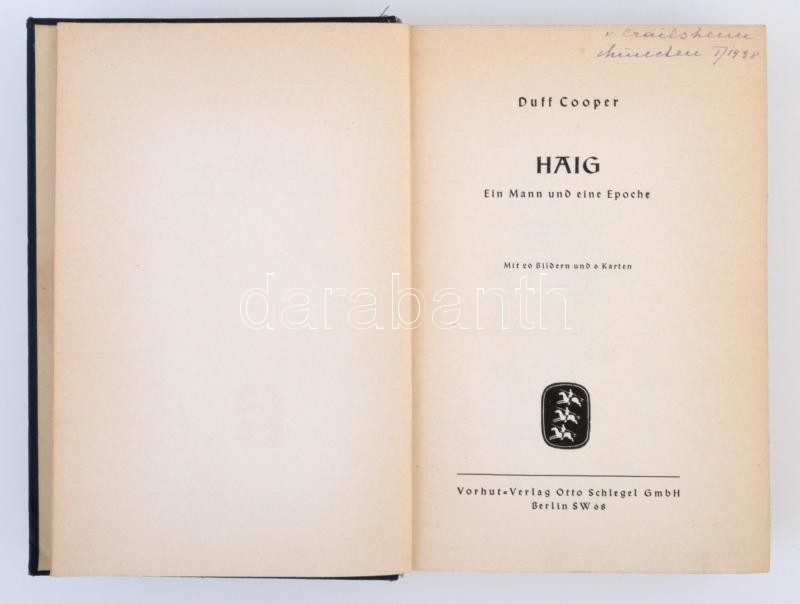 v. Crailsheim
München I/1938
Duff Cooper
HAIG
Ein Mann und eine Epoche
Mit 20 Bildern und 6 Karten
darabanth
Vorhut=Verlag Otto Schlegel GmbH
Berlin SW 68